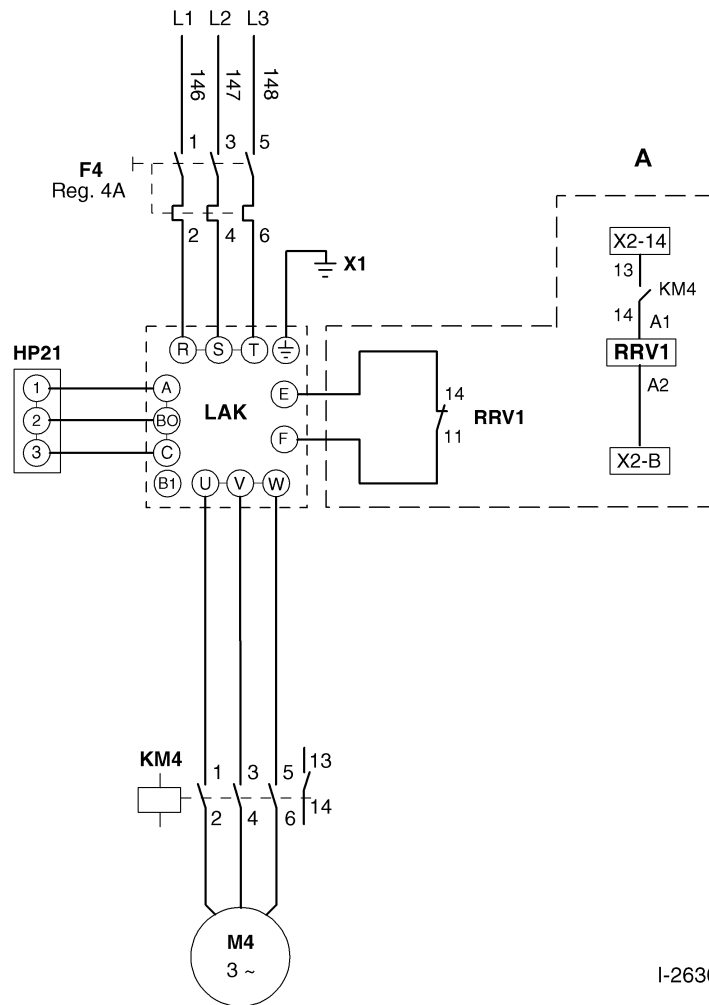 L1 L2 L3
146 147 148
1 3 5
F4
Reg. 4A
2 4 6
X1
A
X2-14
13
KM4
14 A1
RRV1
A2
X2-B
R S T
HP21
1 A
2 BO
3 C
LAK
E
F
14
RRV1
11
B1 U V W
KM4
1 3 5 13
2 4 6 14
M4
3 ~